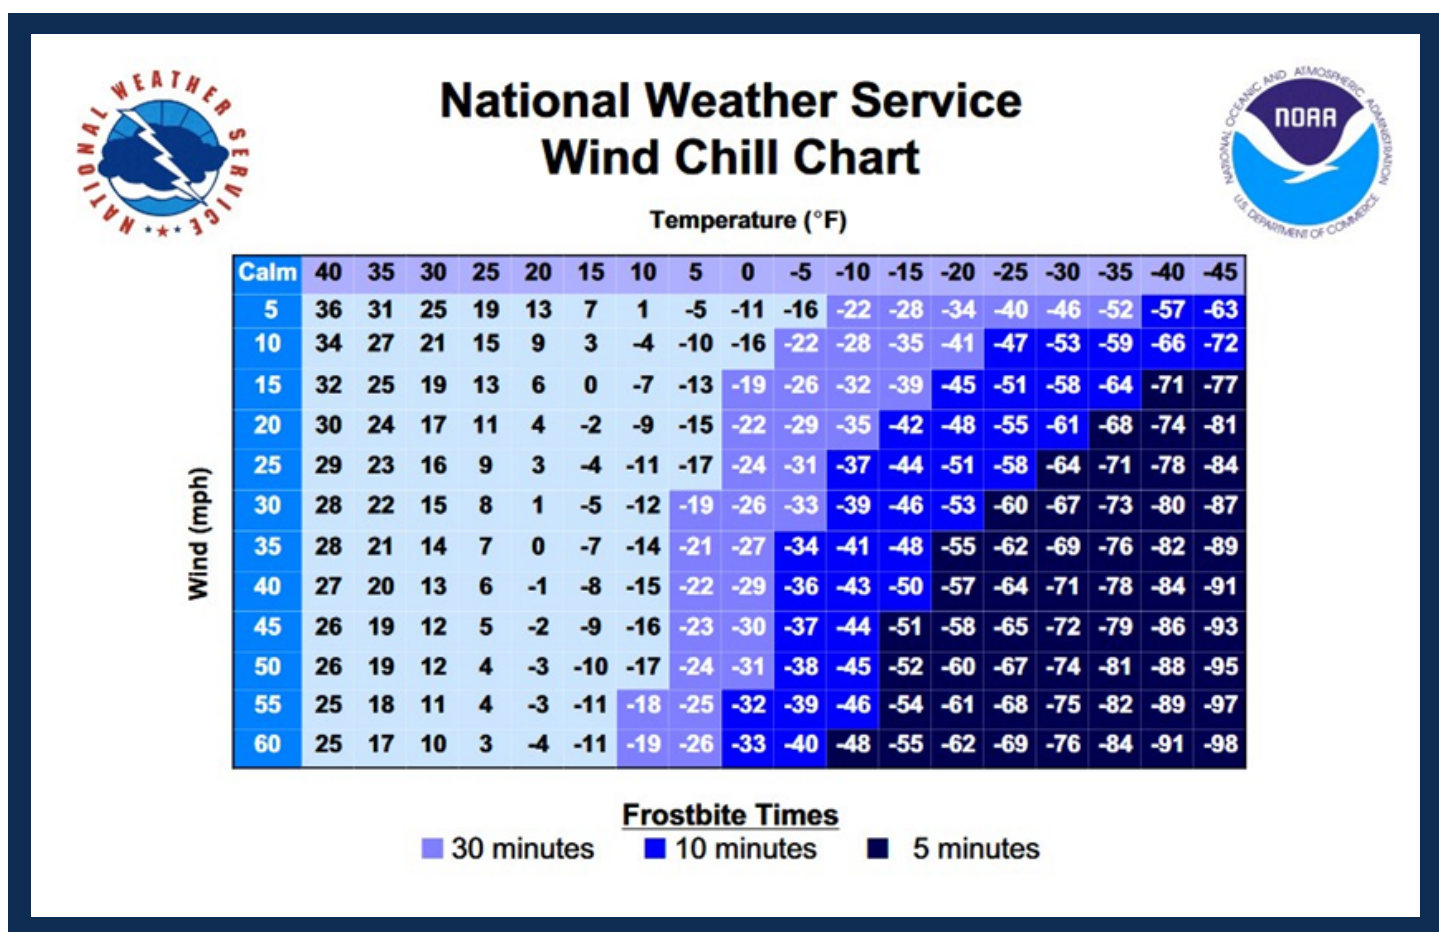 NATIONAL WEATHER SERVICE
National Weather Service
Wind Chill Chart
NATIONAL OCEANIC AND ATMOSPHERIC ADMINISTRATION
NOAA
U.S. DEPARTMENT OF COMMERCE
Temperature (°F)
Calm 40 35 30 25 20 15 10 5 0 -5 -10 -15 -20 -25 -30 -35 -40 -45
Wind (mph)
5 36 31 25 19 13 7 1 -5 -11 -16 -22 -28 -34 -40 -46 -52 -57 -63
10 34 27 21 15 9 3 -4 -10 -16 -22 -28 -35 -41 -47 -53 -59 -66 -72
15 32 25 19 13 6 0 -7 -13 -19 -26 -32 -39 -45 -51 -58 -64 -71 -77
20 30 24 17 11 4 -2 -9 -15 -22 -29 -35 -42 -48 -55 -61 -68 -74 -81
25 29 23 16 9 3 -4 -11 -17 -24 -31 -37 -44 -51 -58 -64 -71 -78 -84
30 28 22 15 8 1 -5 -12 -19 -26 -33 -39 -46 -53 -60 -67 -73 -80 -87
35 28 21 14 7 0 -7 -14 -21 -27 -34 -41 -48 -55 -62 -69 -76 -82 -89
40 27 20 13 6 -1 -8 -15 -22 -29 -36 -43 -50 -57 -64 -71 -78 -84 -91
45 26 19 12 5 -2 -9 -16 -23 -30 -37 -44 -51 -58 -65 -72 -79 -86 -93
50 26 19 12 4 -3 -10 -17 -24 -31 -38 -45 -52 -60 -67 -74 -81 -88 -95
55 25 18 11 4 -3 -11 -18 -25 -32 -39 -46 -54 -61 -68 -75 -82 -89 -97
60 25 17 10 3 -4 -11 -19 -26 -33 -40 -48 -55 -62 -69 -76 -84 -91 -98
Frostbite Times
30 minutes 10 minutes 5 minutes